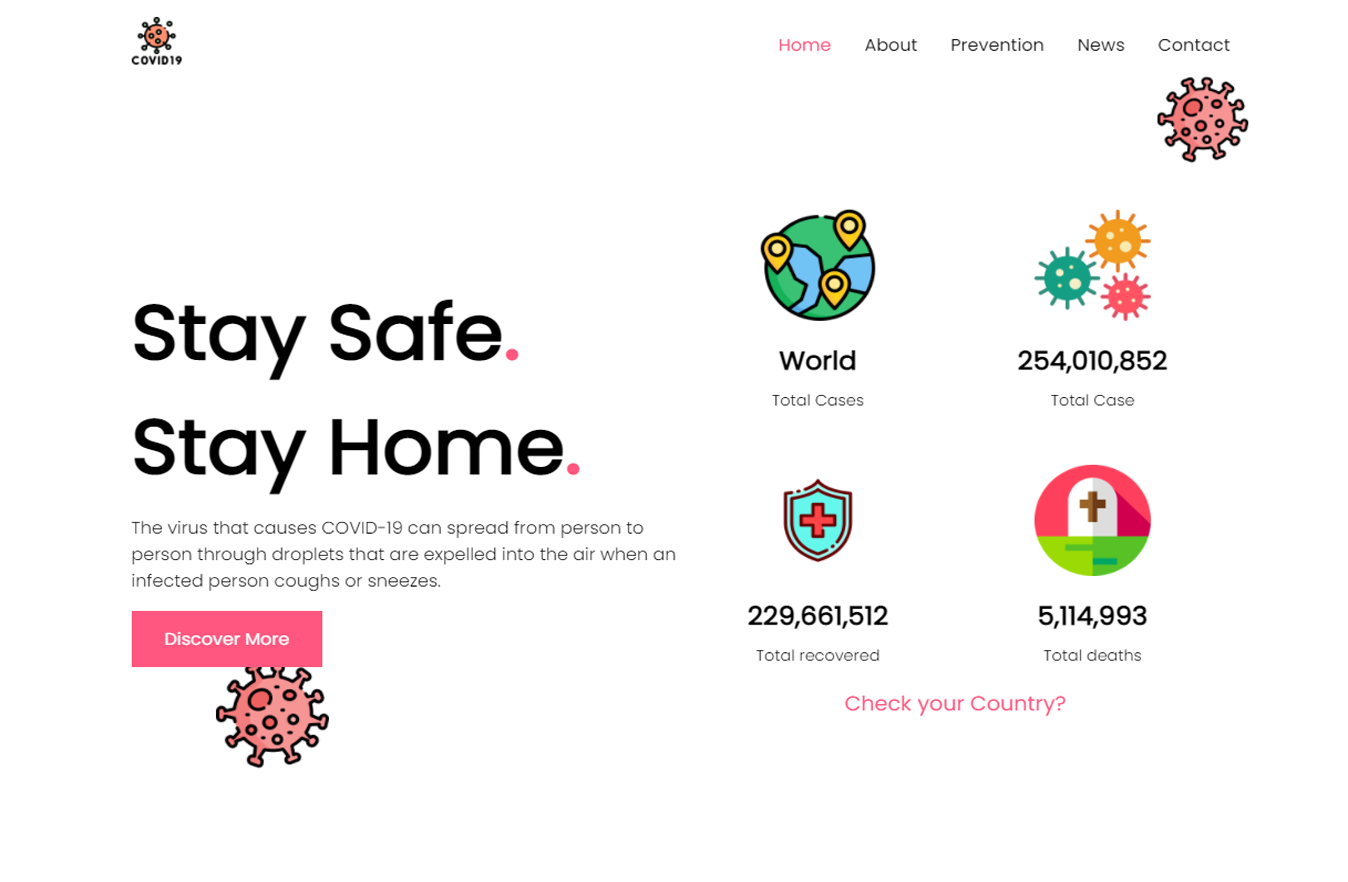 COVID19
Home About Prevention News Contact
Stay Safe.
Stay Home.
The virus that causes COVID-19 can spread from person to
person through droplets that are expelled into the air when an
infected person coughs or sneezes.
Discover More
World
Total Cases
254,010,852
Total Case
229,661,512
Total recovered
5,114,993
Total deaths
Check your Country?